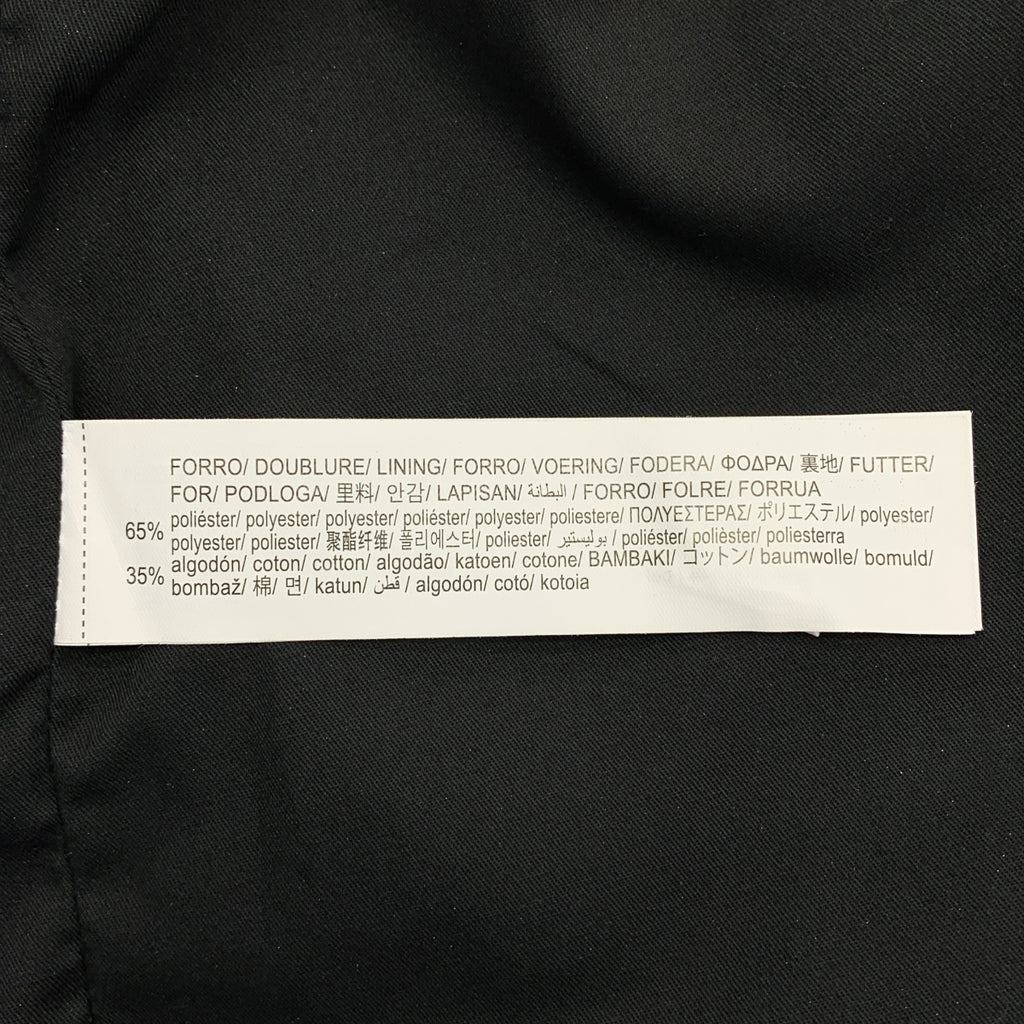 FORRO/ DOUBLURE/ LINING/ FORRO/ VOERING/ FODERA/ ΦΟΔΡΑ/ 裏地/ FUTTER/
FOR/ PODLOGA/ 里料/ 안감/ LAPISAN/ البطانة / FORRO/ FOLRE/ FORRUA
65% poliéster/ polyester/ polyester/ poliéster/ polyester/ poliestere/ ΠΟΛΥΕΣΤΕΡΑΣ/ ポリエステル/ polyester/
polyester/ poliester/ 聚酯纤维/ 폴리에스터/ poliester/ بوليستير / poliéster/ polièster/ poliesterra
35% algodón/ coton/ cotton/ algodão/ katoen/ cotone/ ΒΑΜΒΑΚΙ/ コットン/ baumwolle/ bomuld/
bombaž/ 棉/ 면/ katun/ قطن / algodón/ cotó/ kotoia